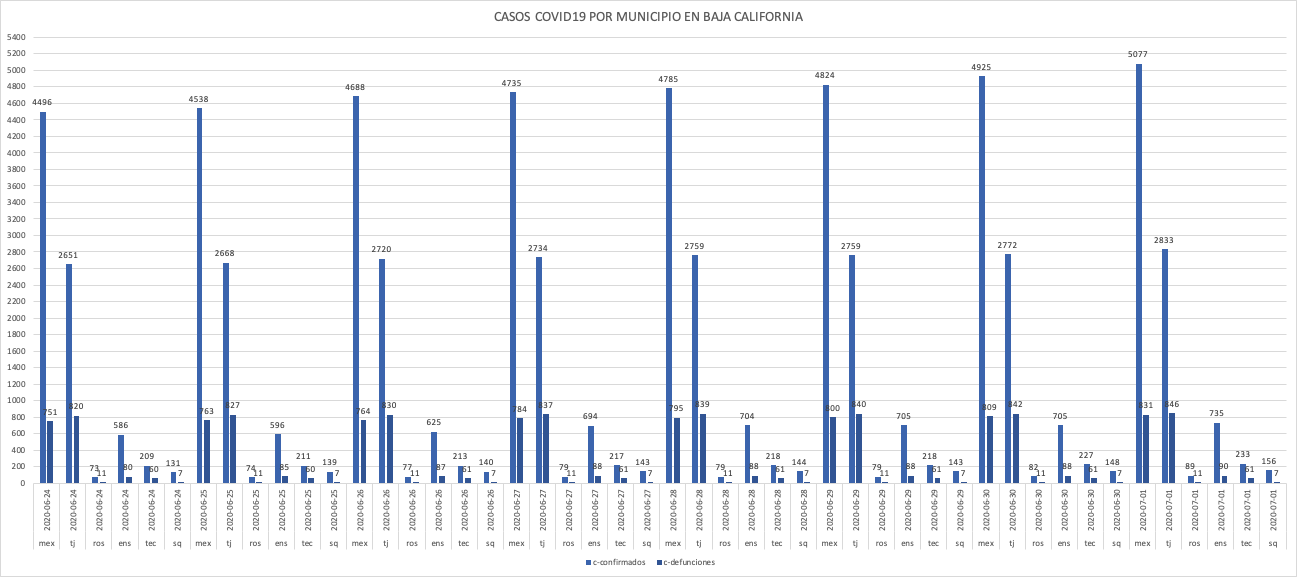 CASOS COVID19 POR MUNICIPIO EN BAJA CALIFORNIA
5400
5200 5077
5000 4925
4800 4785 4824
4688 4735
4600 4496 4538
4400
4200
4000
3800
3600
3400
3200
3000
2800 2651 2668 2720 2734 2759 2759 2772 2833
2600
2400
2200
2000
1800
1600
1400
1200
1000
800 751 820 763 827 764 830 784 837 795 839 800 840 809 842 831 846
600 586 596 625 694 704 705 705 735
400
200 73 11 80 209 60 131 7 74 11 85 211 60 139 7 77 11 87 213 61 140 7 79 11 88 217 61 143 7 79 11 88 218 61 144 7 79 11 88 218 61 143 7 82 11 88 227 61 148 7 89 11 90 233 61 156 7
0
2020-06-24 2020-06-24 2020-06-24 2020-06-24 2020-06-24 2020-06-24 2020-06-25 2020-06-25 2020-06-25 2020-06-25 2020-06-25 2020-06-25 2020-06-26 2020-06-26 2020-06-26 2020-06-26 2020-06-26 2020-06-26 2020-06-27 2020-06-27 2020-06-27 2020-06-27 2020-06-27 2020-06-27 2020-06-28 2020-06-28 2020-06-28 2020-06-28 2020-06-28 2020-06-28 2020-06-29 2020-06-29 2020-06-29 2020-06-29 2020-06-29 2020-06-29 2020-06-30 2020-06-30 2020-06-30 2020-06-30 2020-06-30 2020-06-30 2020-07-01 2020-07-01 2020-07-01 2020-07-01 2020-07-01 2020-07-01
mex tj ros ens tec sq mex tj ros ens tec sq mex tj ros ens tec sq mex tj ros ens tec sq mex tj ros ens tec sq mex tj ros ens tec sq mex tj ros ens tec sq mex tj ros ens tec sq
c-confirmados c-defunciones